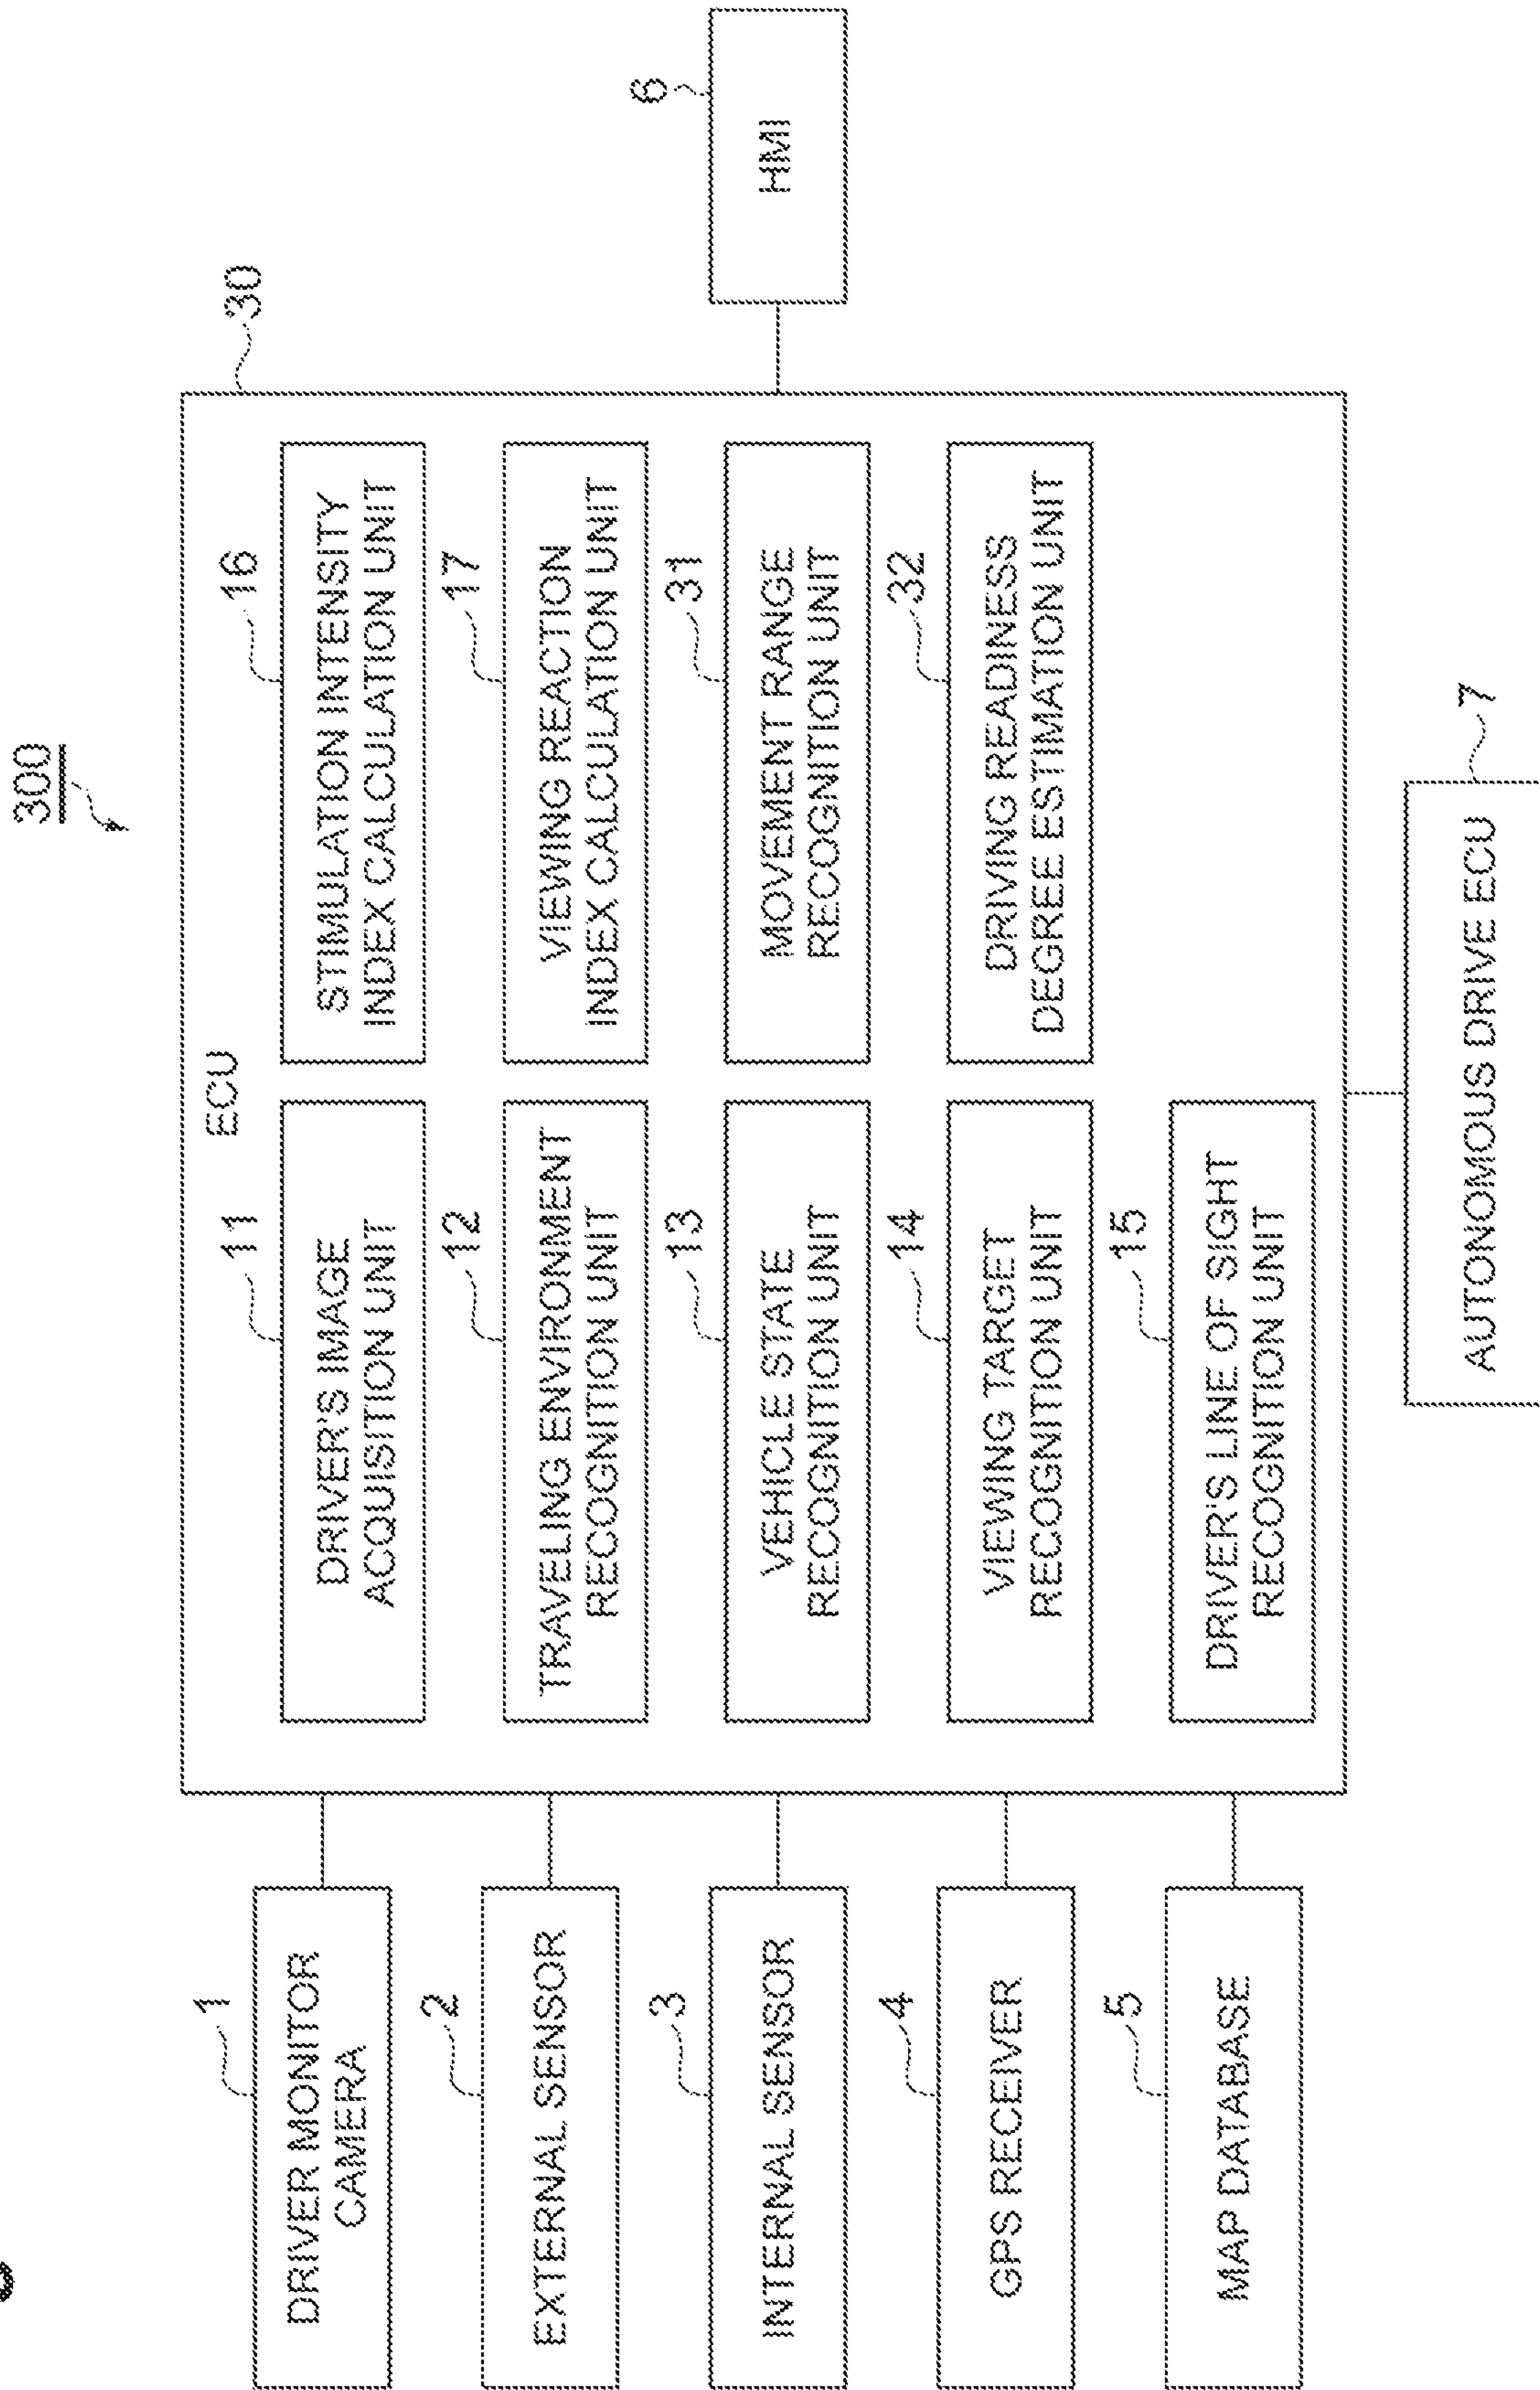 300
30
ECU
1
DRIVER MONITOR
CAMERA
2
EXTERNAL SENSOR
3
INTERNAL SENSOR
4
GPS RECEIVER
5
MAP DATABASE
11
DRIVER'S IMAGE
ACQUISITION UNIT
12
TRAVELING ENVIRONMENT
RECOGNITION UNIT
13
VEHICLE STATE
RECOGNITION UNIT
14
VIEWING TARGET
RECOGNITION UNIT
15
DRIVER'S LINE OF SIGHT
RECOGNITION UNIT
16
STIMULATION INTENSITY
INDEX CALCULATION UNIT
17
VIEWING REACTION
INDEX CALCULATION UNIT
31
MOVEMENT RANGE
RECOGNITION UNIT
32
DRIVING READINESS
DEGREE ESTIMATION UNIT
6
HMI
7
AUTONOMOUS DRIVE ECU